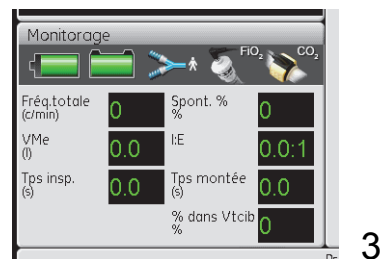 Monitorage
FiO2 CO2
Fréq.totale (c/min) 0 Spont. % % 0
VMe (l) 0.0 I:E 0.0:1
Tps insp. (s) 0.0 Tps montée (s) 0.0
% dans Vtcib % 0
3